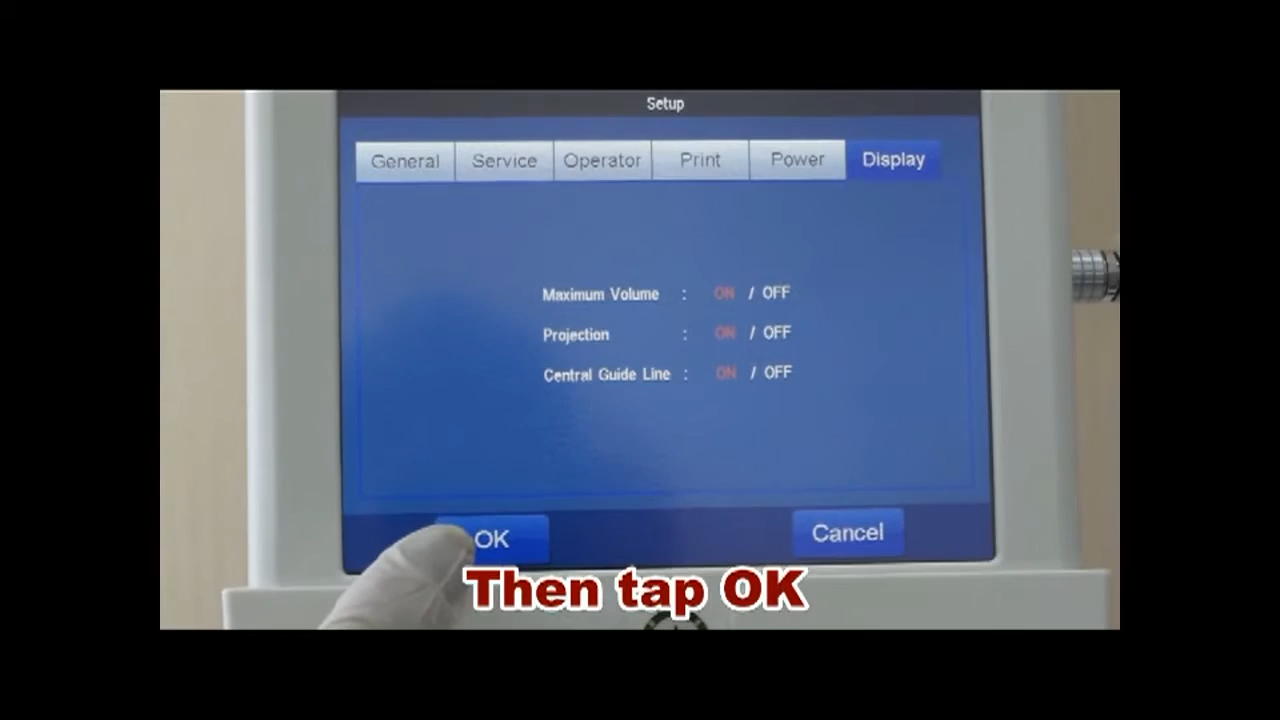 Setup
General Service Operator Print Power Display
Maximum Volume : ON / OFF
Projection : ON / OFF
Central Guide Line : ON / OFF
OK Cancel
Then tap OK